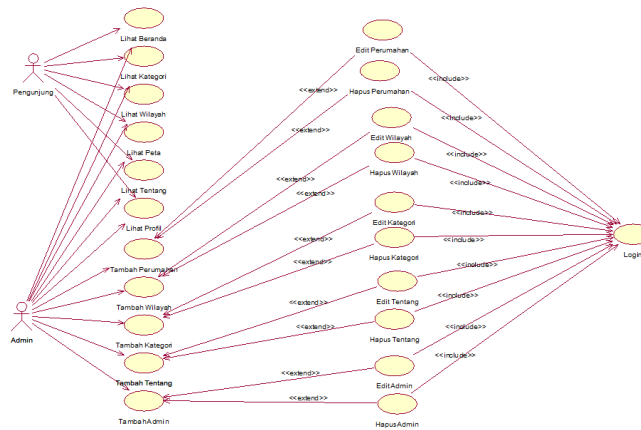 Lihat Beranda
Lihat Kategori
Pengunjung
Lihat Wilayah
Lihat Peta
Lihat Tentang
Lihat Profil
Tambah Perumahan
Tambah Wilayah
Admin
Tambah Kategori
Tambah Tentang
TambahAdmin
Edit Perumahan
<<include>>
Hapus Perumahan
<<extend>>
<<include>>
<<extend>>
Edit Wilayah
<<include>>
Hapus Wilayah
<<extend>>
<<include>>
<<extend>>
Edit Kategori
<<include>>
Hapus Kategori
<<extend>>
<<include>>
<<extend>>
Login
Edit Tentang
<<include>>
<<extend>>
Hapus Tentang
<<include>>
<<extend>>
EditAdmin
<<include>>
<<extend>>
HapusAdmin
<<include>>
<<extend>>